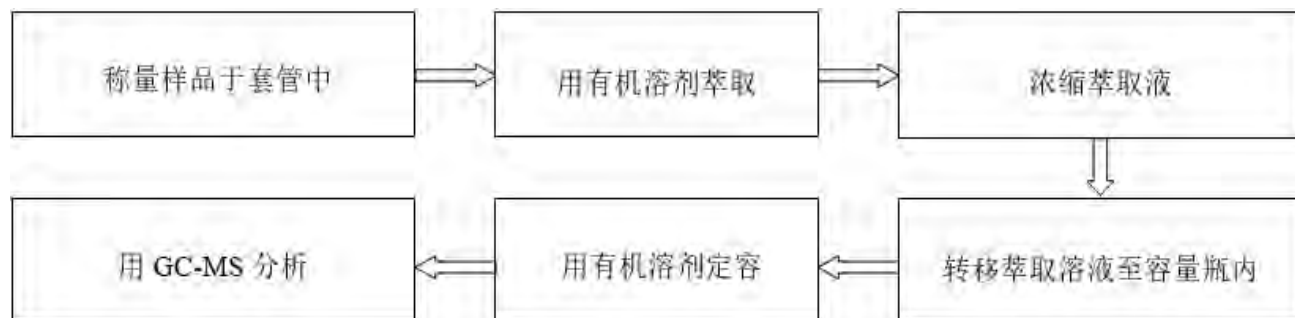 称量样品于套管中
用有机溶剂萃取
浓缩萃取液
转移萃取溶液至容量瓶内
用有机溶剂定容
用 GC-MS 分析